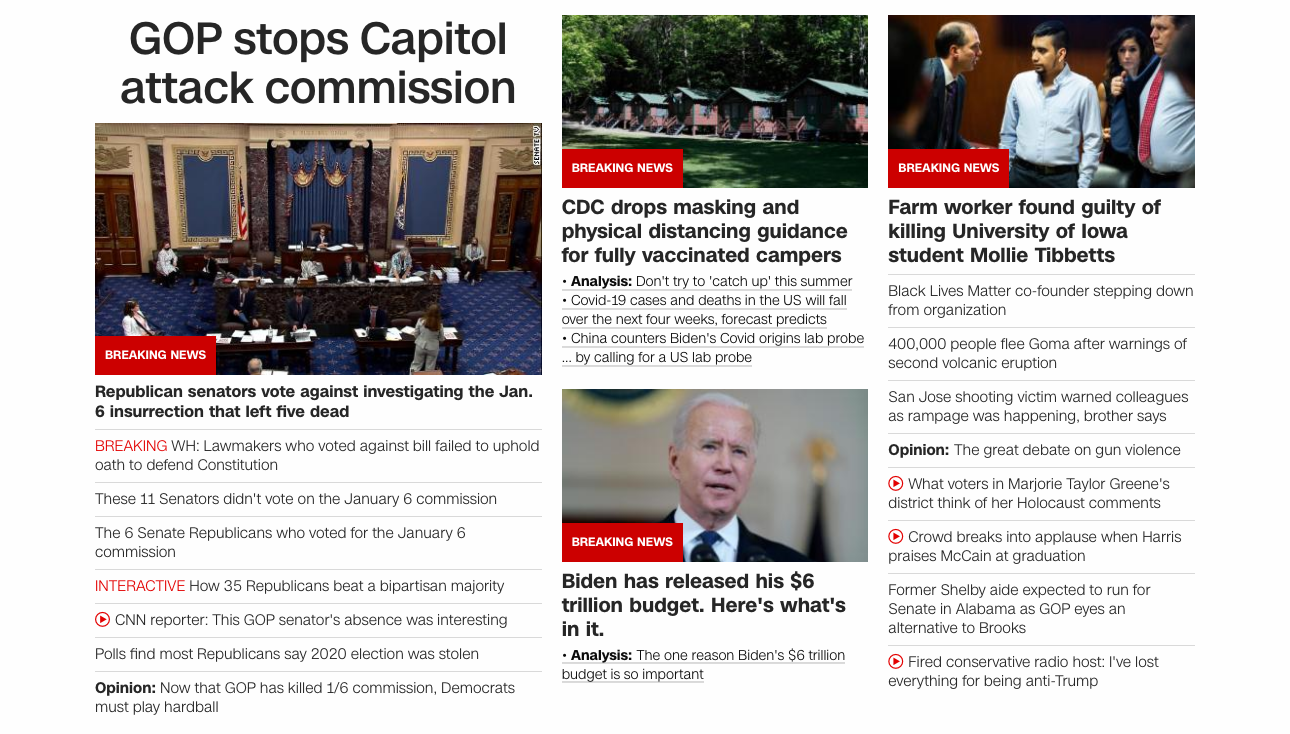 GOP stops Capitol
attack commission
SENATE TV
BREAKING NEWS
Republican senators vote against investigating the Jan.
6 insurrection that left five dead
BREAKING WH: Lawmakers who voted against bill failed to uphold
oath to defend Constitution
These 11 Senators didn't vote on the January 6 commission
The 6 Senate Republicans who voted for the January 6
commission
INTERACTIVE How 35 Republicans beat a bipartisan majority
CNN reporter: This GOP senator's absence was interesting
Polls find most Republicans say 2020 election was stolen
Opinion: Now that GOP has killed 1/6 commission, Democrats
must play hardball
BREAKING NEWS
CDC drops masking and
physical distancing guidance
for fully vaccinated campers
• Analysis: Don't try to 'catch up' this summer
• Covid-19 cases and deaths in the US will fall
over the next four weeks, forecast predicts
• China counters Biden's Covid origins lab probe
... by calling for a US lab probe
BREAKING NEWS
Biden has released his $6
trillion budget. Here's what's
in it.
• Analysis: The one reason Biden's $6 trillion
budget is so important
BREAKING NEWS
Farm worker found guilty of
killing University of Iowa
student Mollie Tibbetts
Black Lives Matter co-founder stepping down
from organization
400,000 people flee Goma after warnings of
second volcanic eruption
San Jose shooting victim warned colleagues
as rampage was happening, brother says
Opinion: The great debate on gun violence
What voters in Marjorie Taylor Greene's
district think of her Holocaust comments
Crowd breaks into applause when Harris
praises McCain at graduation
Former Shelby aide expected to run for
Senate in Alabama as GOP eyes an
alternative to Brooks
Fired conservative radio host: I've lost
everything for being anti-Trump